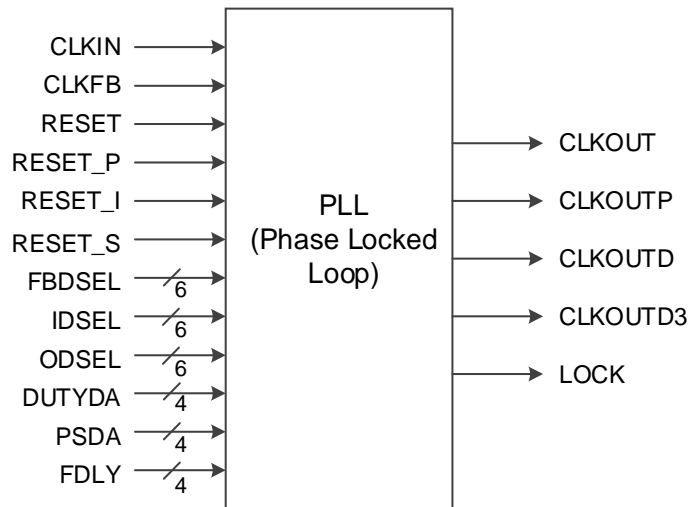 CLKIN
CLKFB
RESET
RESET_P
RESET_I
RESET_S
FBDSEL 6
IDSEL 6
ODSEL 6
DUTYDA 4
PSDA 4
FDLY 4
PLL
(Phase Locked
Loop)
CLKOUT
CLKOUTP
CLKOUTD
CLKOUTD3
LOCK